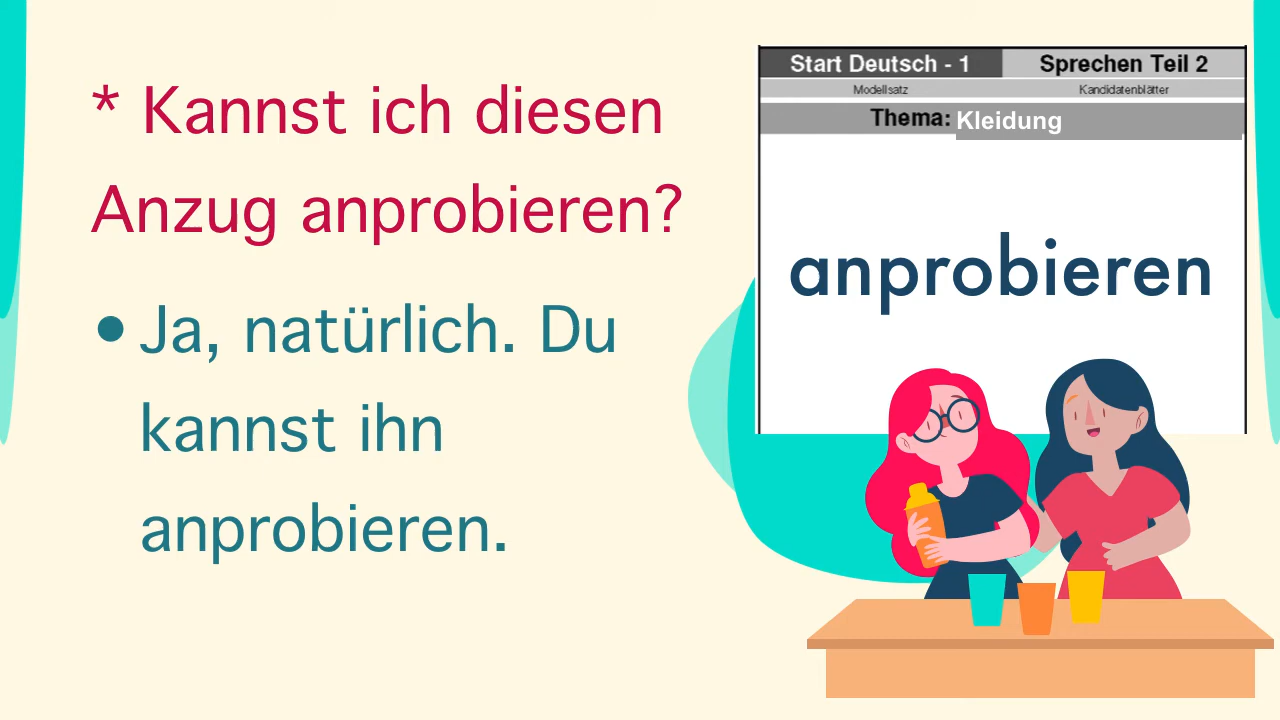 * Kannst ich diesen
Anzug anprobieren?
• Ja, natürlich. Du
kannst ihn
anprobieren.
Start Deutsch - 1
Sprechen Teil 2
Modellsatz
Kandidatenblätter
Thema: Kleidung
anprobieren